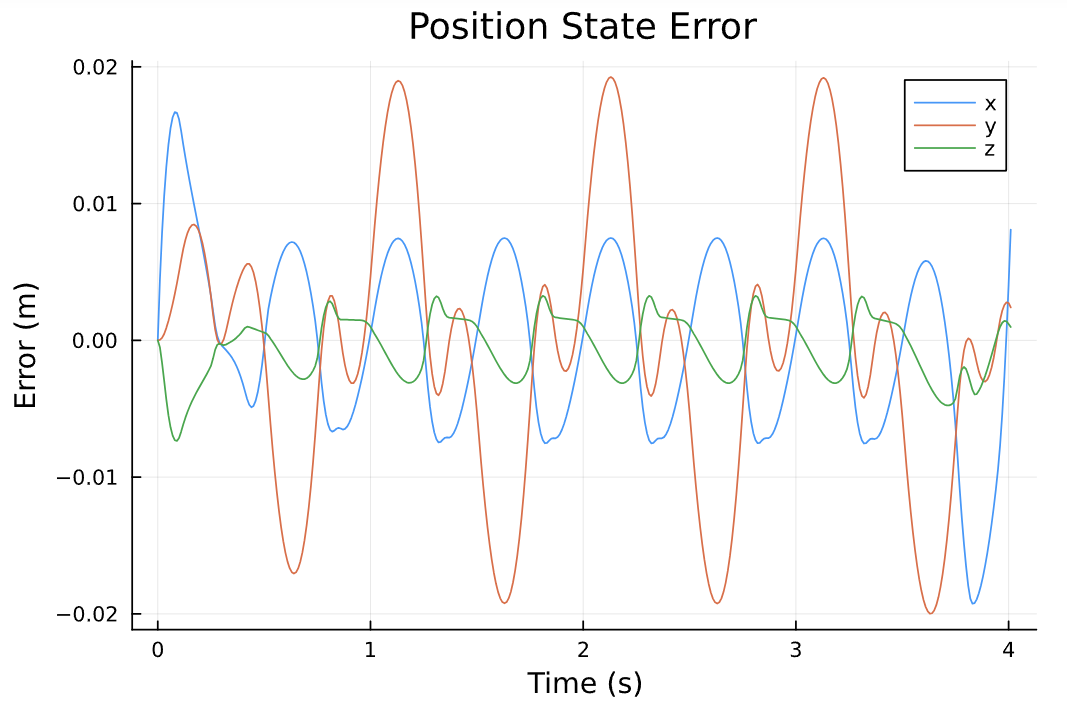 Position State Error
0.02
0.01
0.00
−0.01
−0.02
Error (m)
x
y
z
0 1 2 3 4
Time (s)